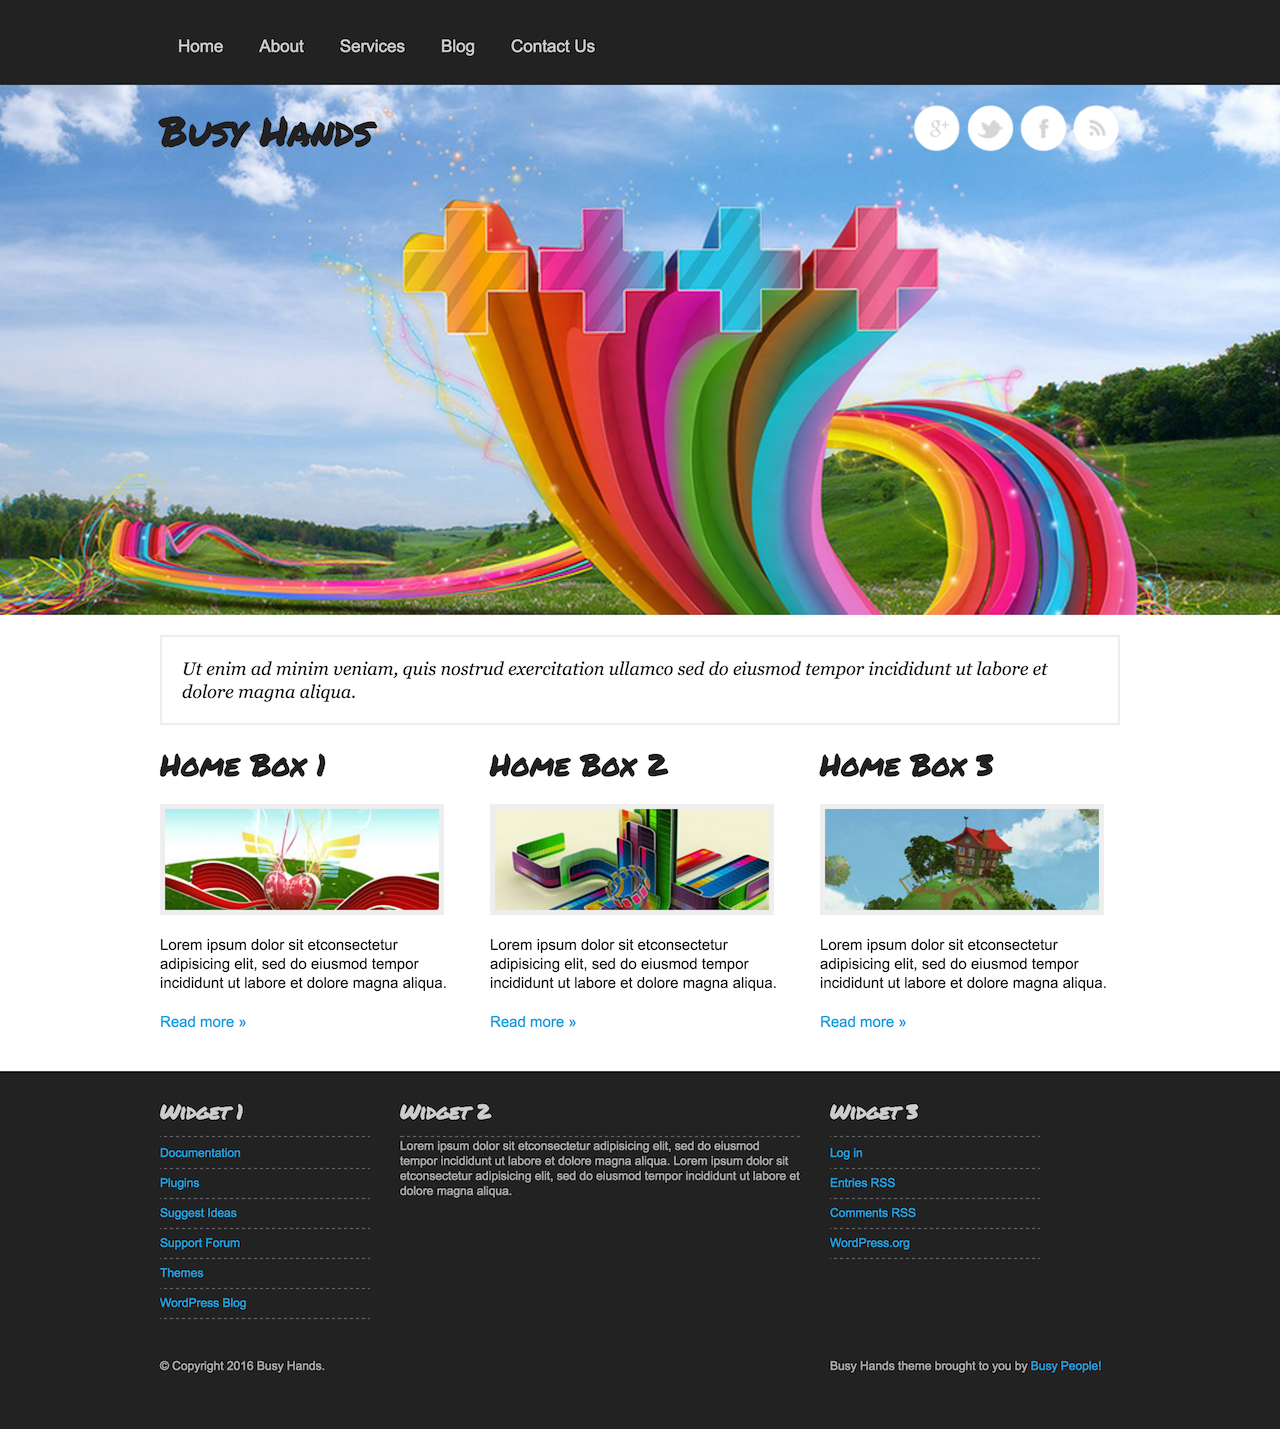 Home About Services Blog Contact Us
Busy Hands
Ut enim ad minim veniam, quis nostrud exercitation ullamco sed do eiusmod tempor incididunt ut labore et
dolore magna aliqua.
Home Box 1
Lorem ipsum dolor sit etconsectetur
adipisicing elit, sed do eiusmod tempor
incididunt ut labore et dolore magna aliqua.
Read more »
Home Box 2
Lorem ipsum dolor sit etconsectetur
adipisicing elit, sed do eiusmod tempor
incididunt ut labore et dolore magna aliqua.
Read more »
Home Box 3
Lorem ipsum dolor sit etconsectetur
adipisicing elit, sed do eiusmod tempor
incididunt ut labore et dolore magna aliqua.
Read more »
Widget 1
Documentation
Plugins
Suggest Ideas
Support Forum
Themes
WordPress Blog
Widget 2
Lorem ipsum dolor sit etconsectetur adipisicing elit, sed do eiusmod
tempor incididunt ut labore et dolore magna aliqua. Lorem ipsum dolor sit
etconsectetur adipisicing elit, sed do eiusmod tempor incididunt ut labore et
dolore magna aliqua.
Widget 3
Log in
Entries RSS
Comments RSS
WordPress.org
© Copyright 2016 Busy Hands.
Busy Hands theme brought to you by Busy People!